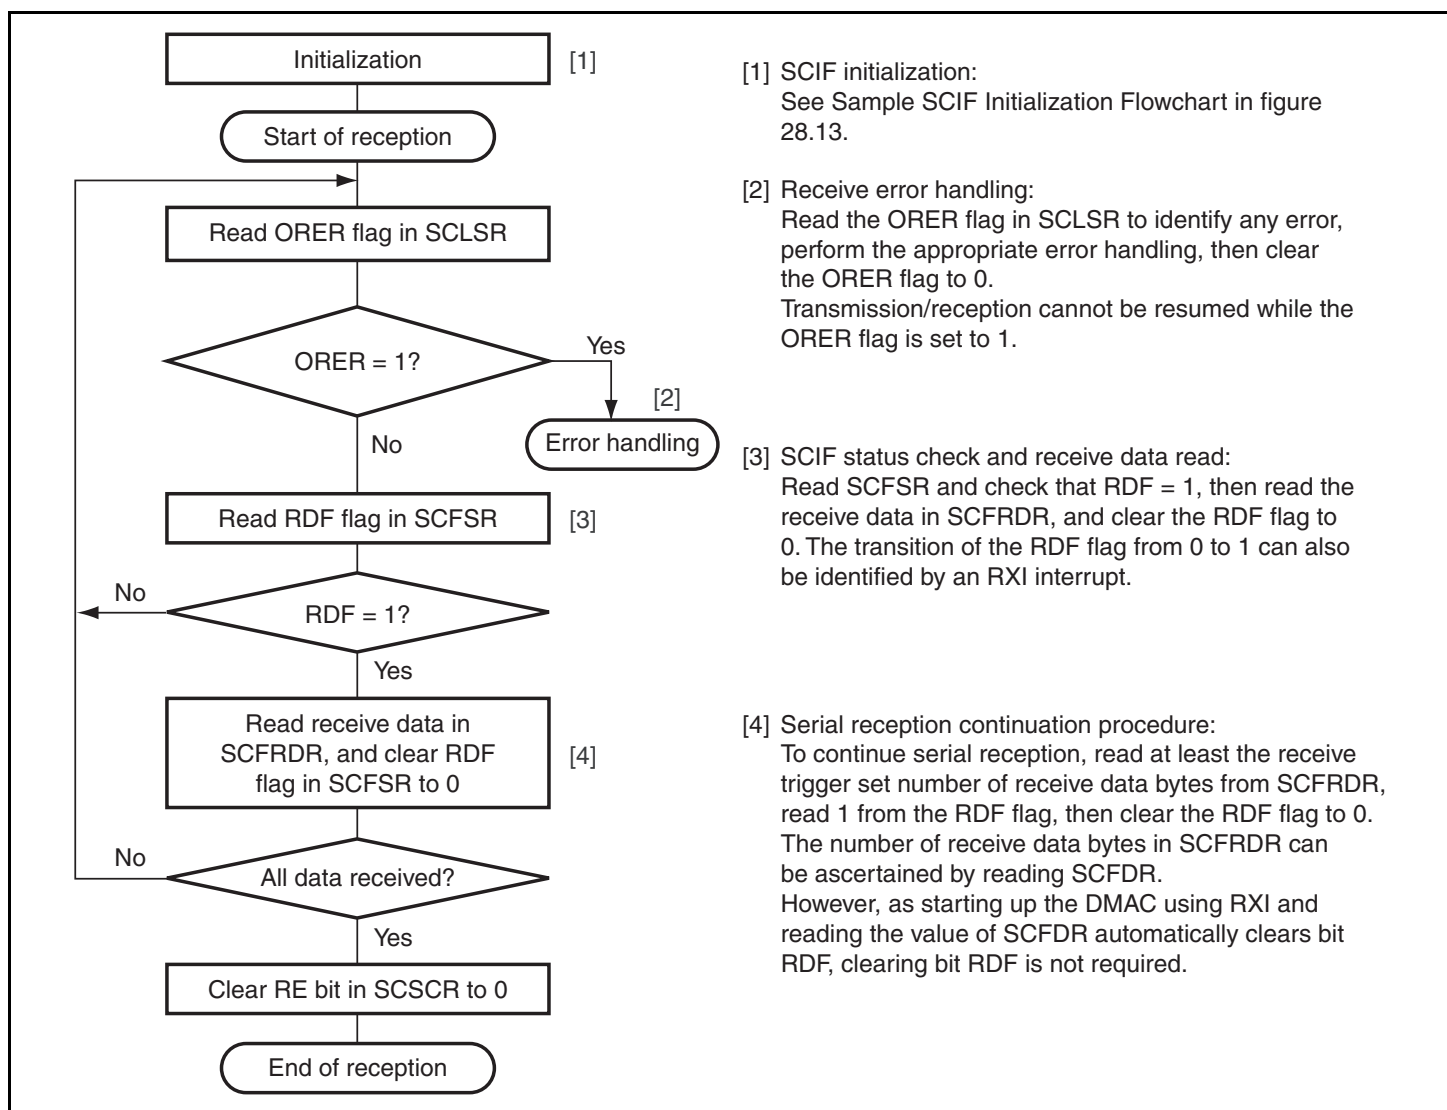 Initialization
[1]
Start of reception
Read ORER flag in SCLSR
ORER = 1?
Yes
[2]
Error handling
No
Read RDF flag in SCFSR
[3]
No
RDF = 1?
Yes
Read receive data in
SCFRDR, and clear RDF
flag in SCFSR to 0
[4]
No
All data received?
Yes
Clear RE bit in SCSCR to 0
End of reception
[1] SCIF initialization:
See Sample SCIF Initialization Flowchart in figure
28.13.
[2] Receive error handling:
Read the ORER flag in SCLSR to identify any error,
perform the appropriate error handling, then clear
the ORER flag to 0.
Transmission/reception cannot be resumed while the
ORER flag is set to 1.
[3] SCIF status check and receive data read:
Read SCFSR and check that RDF = 1, then read the
receive data in SCFRDR, and clear the RDF flag to
0. The transition of the RDF flag from 0 to 1 can also
be identified by an RXI interrupt.
[4] Serial reception continuation procedure:
To continue serial reception, read at least the receive
trigger set number of receive data bytes from SCFRDR,
read 1 from the RDF flag, then clear the RDF flag to 0.
The number of receive data bytes in SCFRDR can
be ascertained by reading SCFDR.
However, as starting up the DMAC using RXI and
reading the value of SCFDR automatically clears bit
RDF, clearing bit RDF is not required.